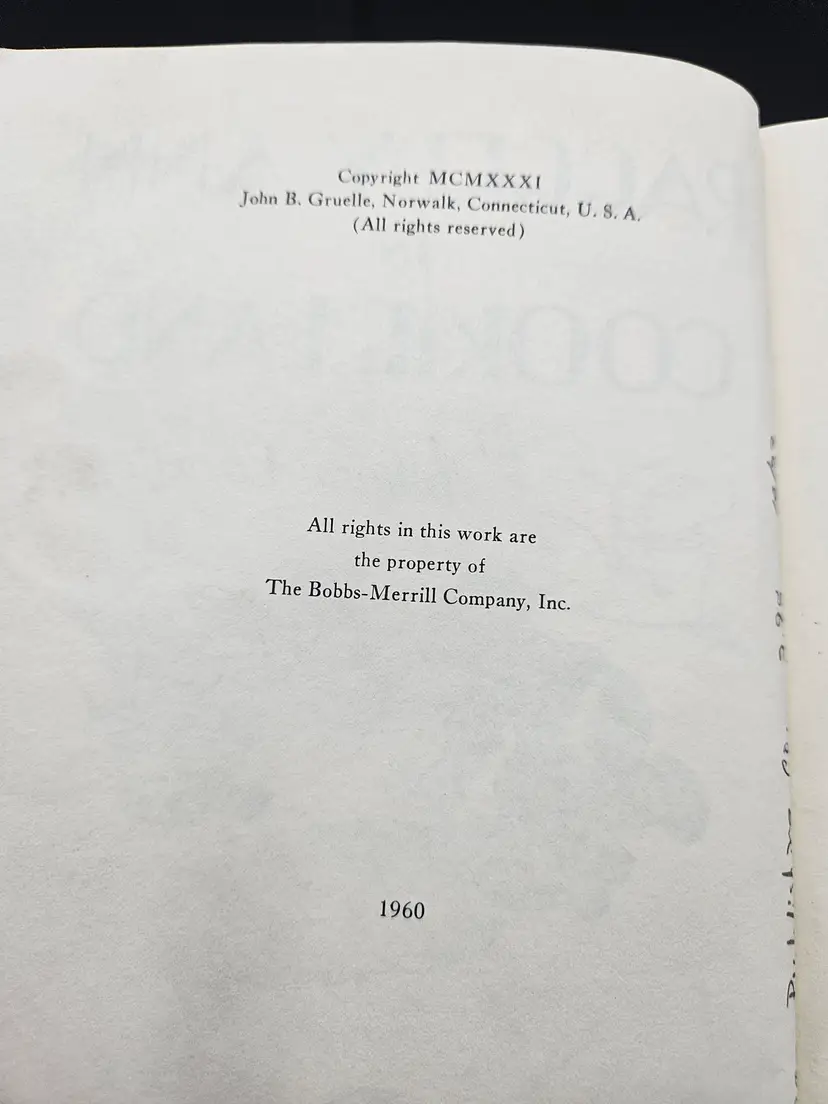 Copyright MCMXXXI
John B. Gruelle, Norwalk, Connecticut, U. S. A.
(All rights reserved)
All rights in this work are
the property of
The Bobbs-Merrill Company, Inc.
1960